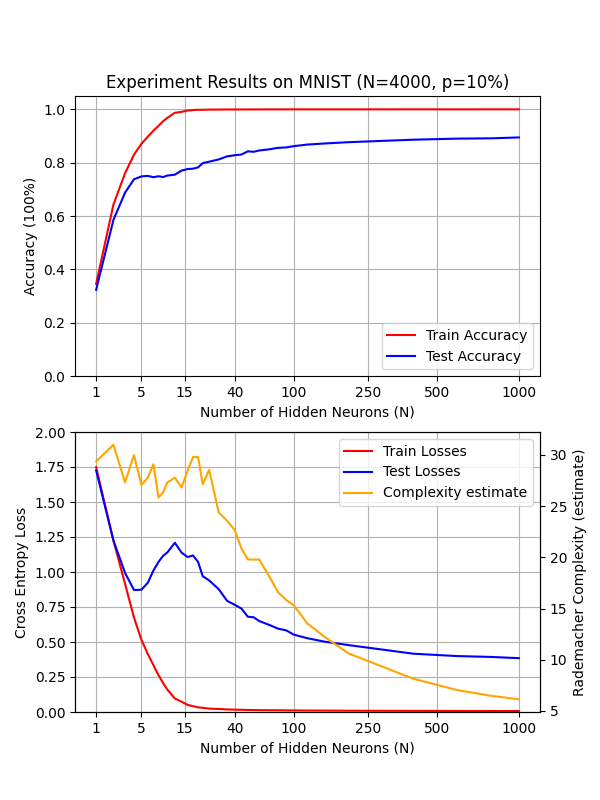 Experiment Results on MNIST (N=4000, p=10%)
1.0
0.8
0.6
0.4
0.2
0.0
Accuracy (100%)
Train Accuracy
Test Accuracy
1 5 15 40 100 250 500 1000
Number of Hidden Neurons (N)
2.00
1.75
1.50
1.25
1.00
0.75
0.50
0.25
0.00
Cross Entropy Loss
Train Losses
Test Losses
Complexity estimate
30
25
20
15
10
5
Rademacher Complexity (estimate)
1 5 15 40 100 250 500 1000
Number of Hidden Neurons (N)